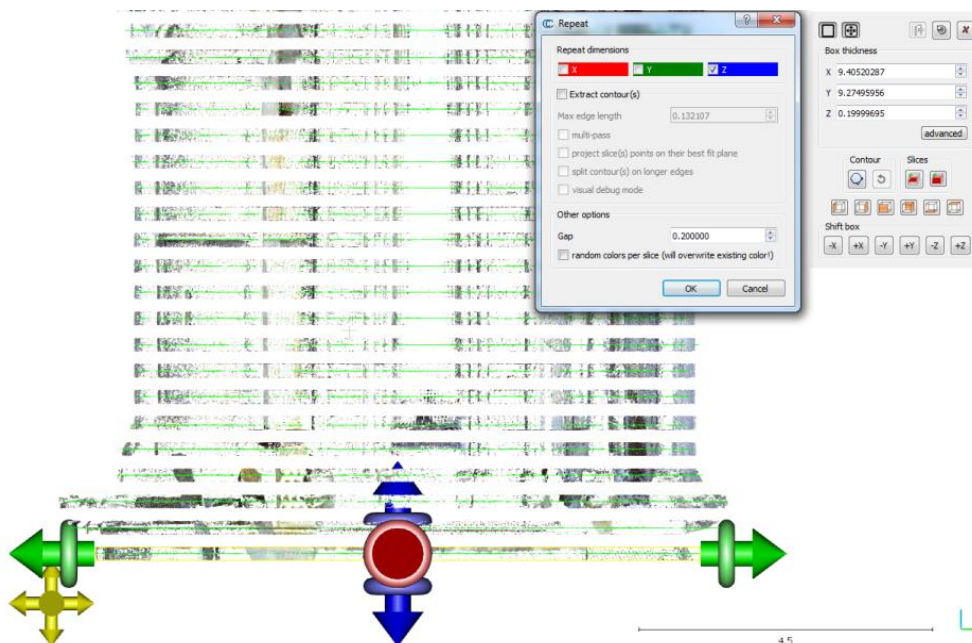 Repeat
Repeat dimensions
X
Y
Z
Extract contour(s)
Max edge length 0.132107
multi-pass
project slice(s) points on their best fit plane
split contour(s) on longer edges
visual debug mode
Other options
Gap 0.200000
random colors per slice (will overwrite existing color!)
OK Cancel
Box thickness
X 9.40520287
Y 9.27495956
Z 0.19999695
advanced
Contour Slices
Shift box
-X +X -Y +Y -Z +Z
4.5